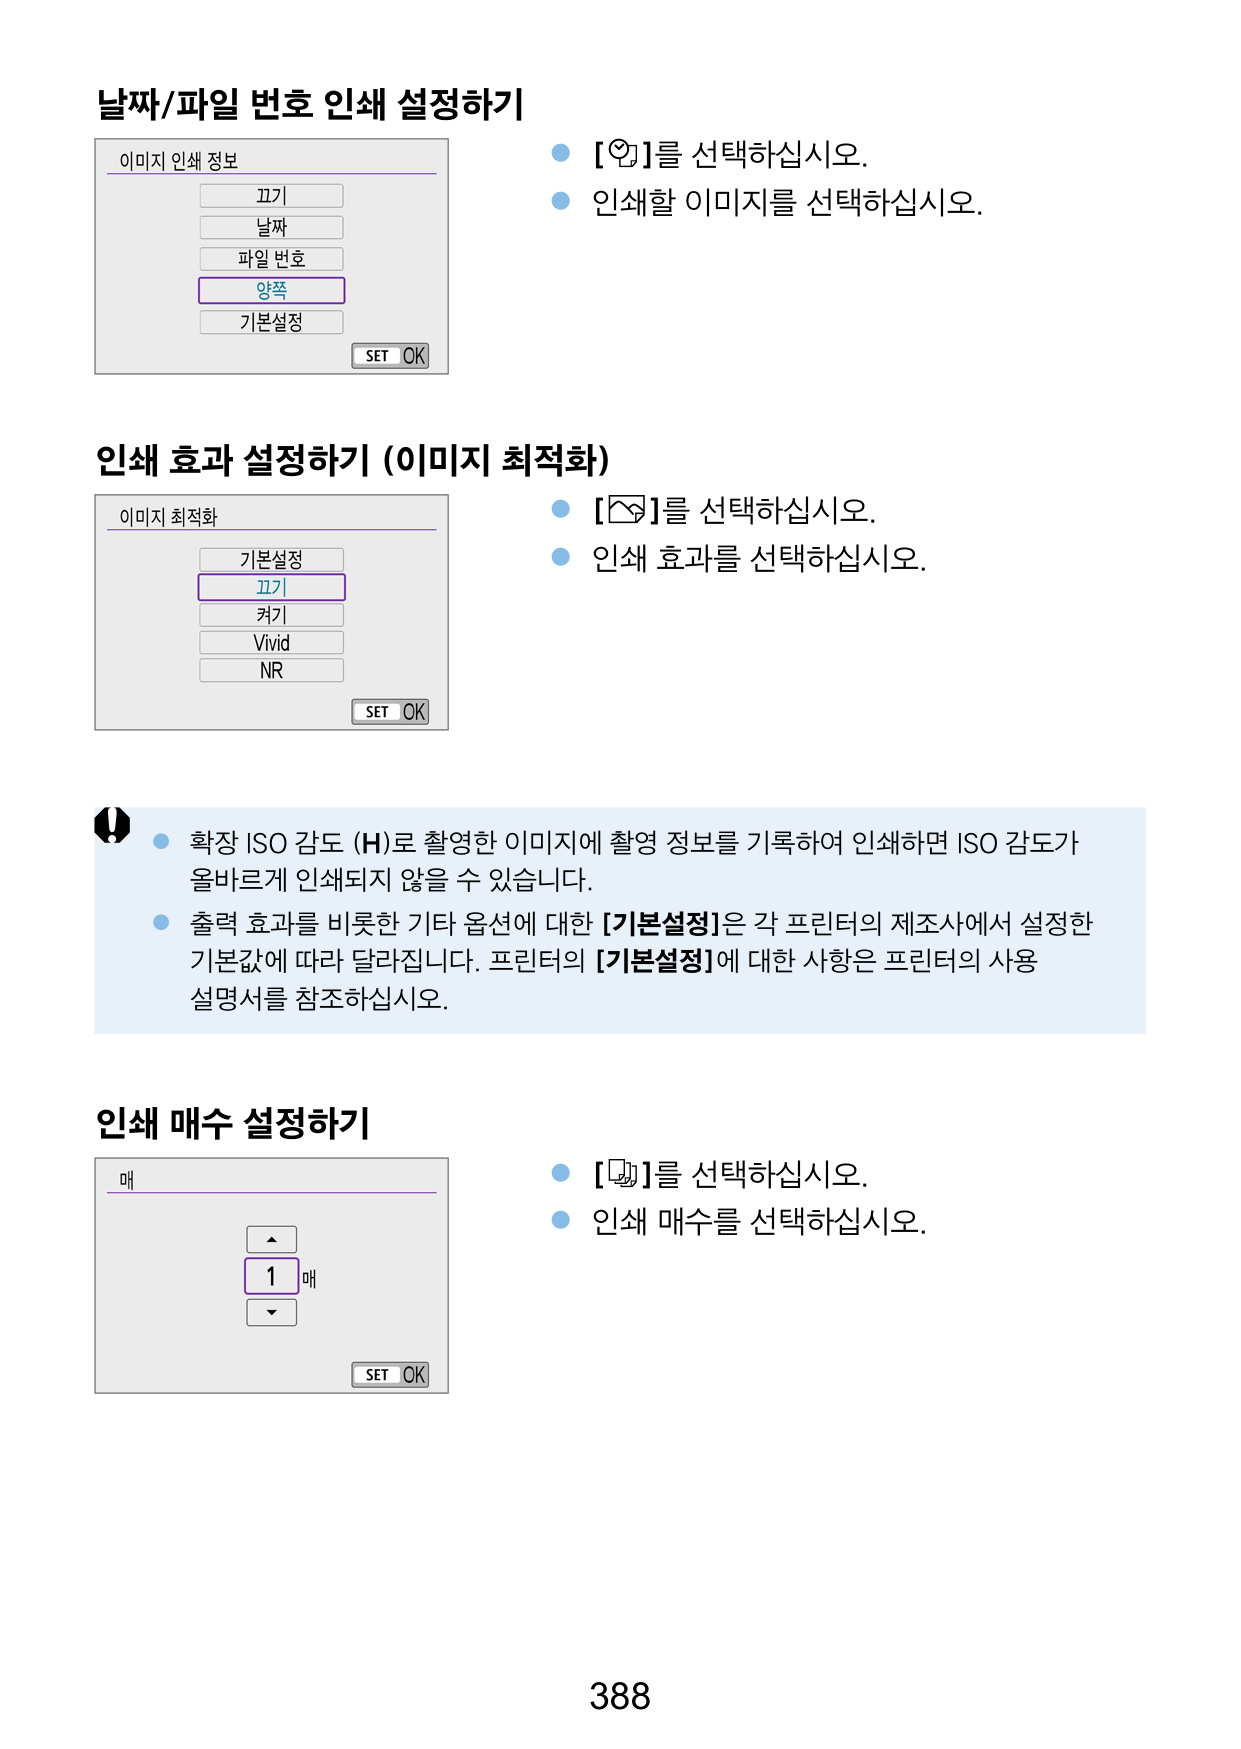 날짜/파일 번호 인쇄 설정하기
이미지 인쇄 정보
끄기
날짜
파일 번호
양쪽
기본설정
SET OK
[]를 선택하십시오.
인쇄할 이미지를 선택하십시오.
인쇄 효과 설정하기 (이미지 최적화)
이미지 최적화
기본설정
끄기
켜기
Vivid
NR
SET OK
[]를 선택하십시오.
인쇄 효과를 선택하십시오.
확장 ISO 감도 (H)로 촬영한 이미지에 촬영 정보를 기록하여 인쇄하면 ISO 감도가
올바르게 인쇄되지 않을 수 있습니다.
출력 효과를 비롯한 기타 옵션에 대한 [기본설정]은 각 프린터의 제조사에서 설정한
기본값에 따라 달라집니다. 프린터의 [기본설정]에 대한 사항은 프린터의 사용
설명서를 참조하십시오.
인쇄 매수 설정하기
매
1 매
SET OK
[]를 선택하십시오.
인쇄 매수를 선택하십시오.
388